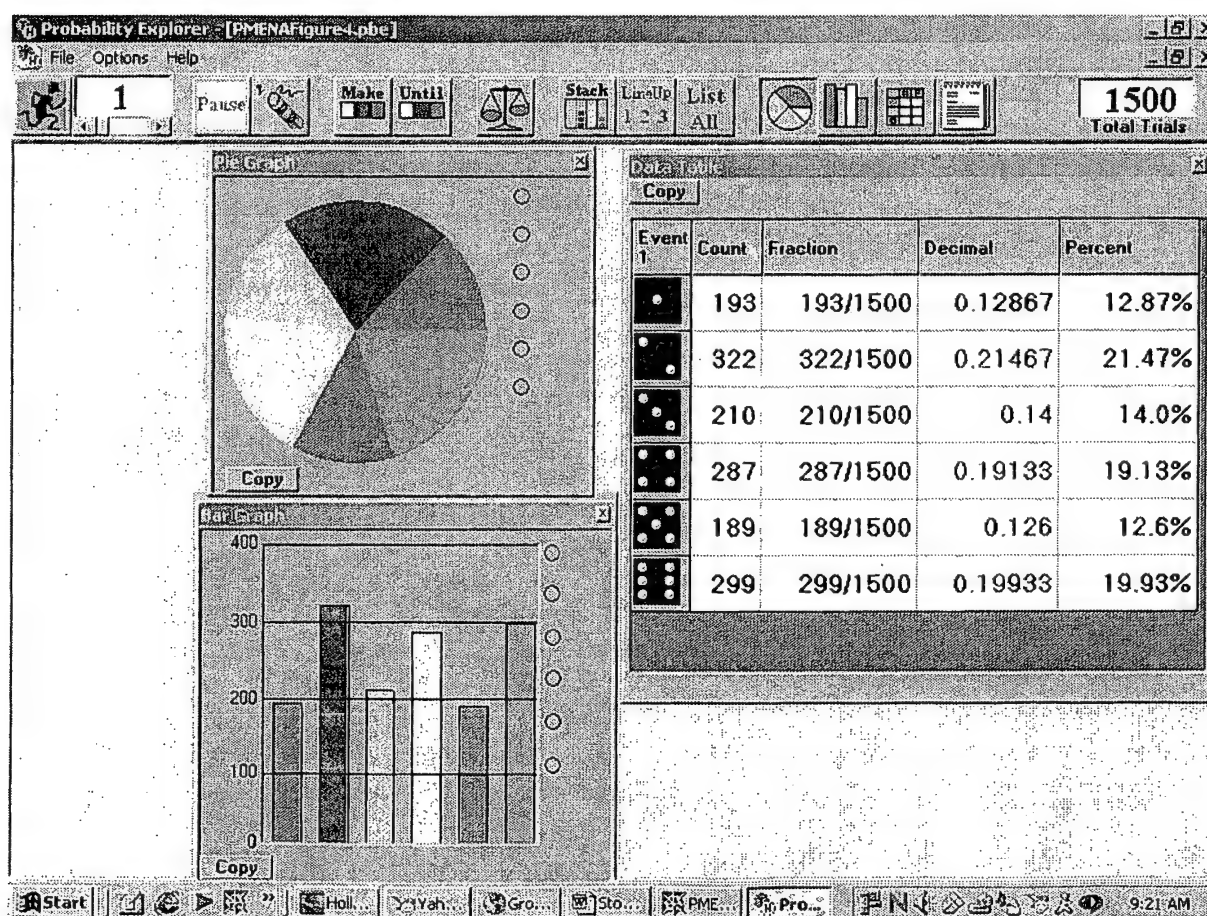 Probability Explorer - [PMENAFigure4.pbe]
File Options Help
1
Pause
Make
Until
Stack
LineUp
1 2 3
List
All
1500
Total Trials
Pie Graph
Copy
Bar Graph
400
300
200
100
0
Copy
Data Table
Copy
Event 1 Count Fraction Decimal Percent
193 193/1500 0.12867 12.87%
322 322/1500 0.21467 21.47%
210 210/1500 0.14 14.0%
287 287/1500 0.19133 19.13%
189 189/1500 0.126 12.6%
299 299/1500 0.19933 19.93%
Start Holl... Yah... Gro... Sto... PME... Pro... 9:21 AM